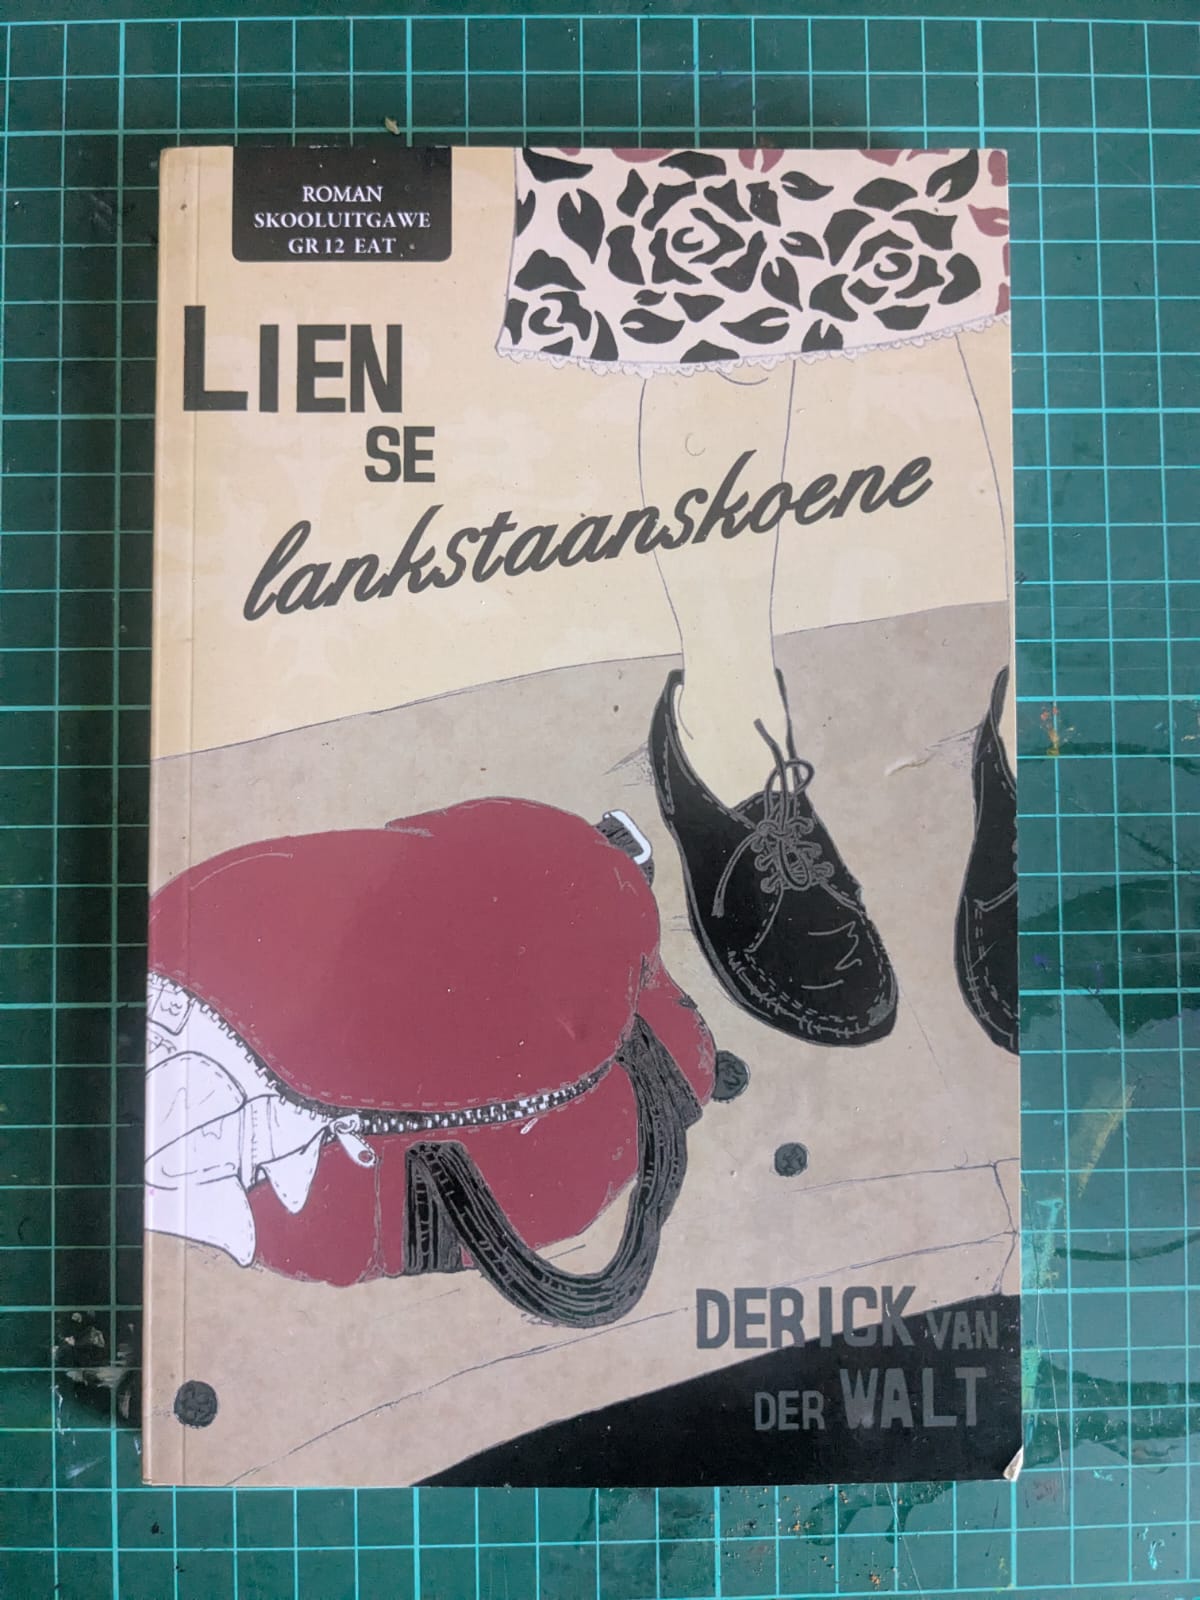 ROMAN
SKOOLUITGAWE
GR 12 EAT
LIEN
SE
lankstaanskoene
DERICK VAN
DER WALT